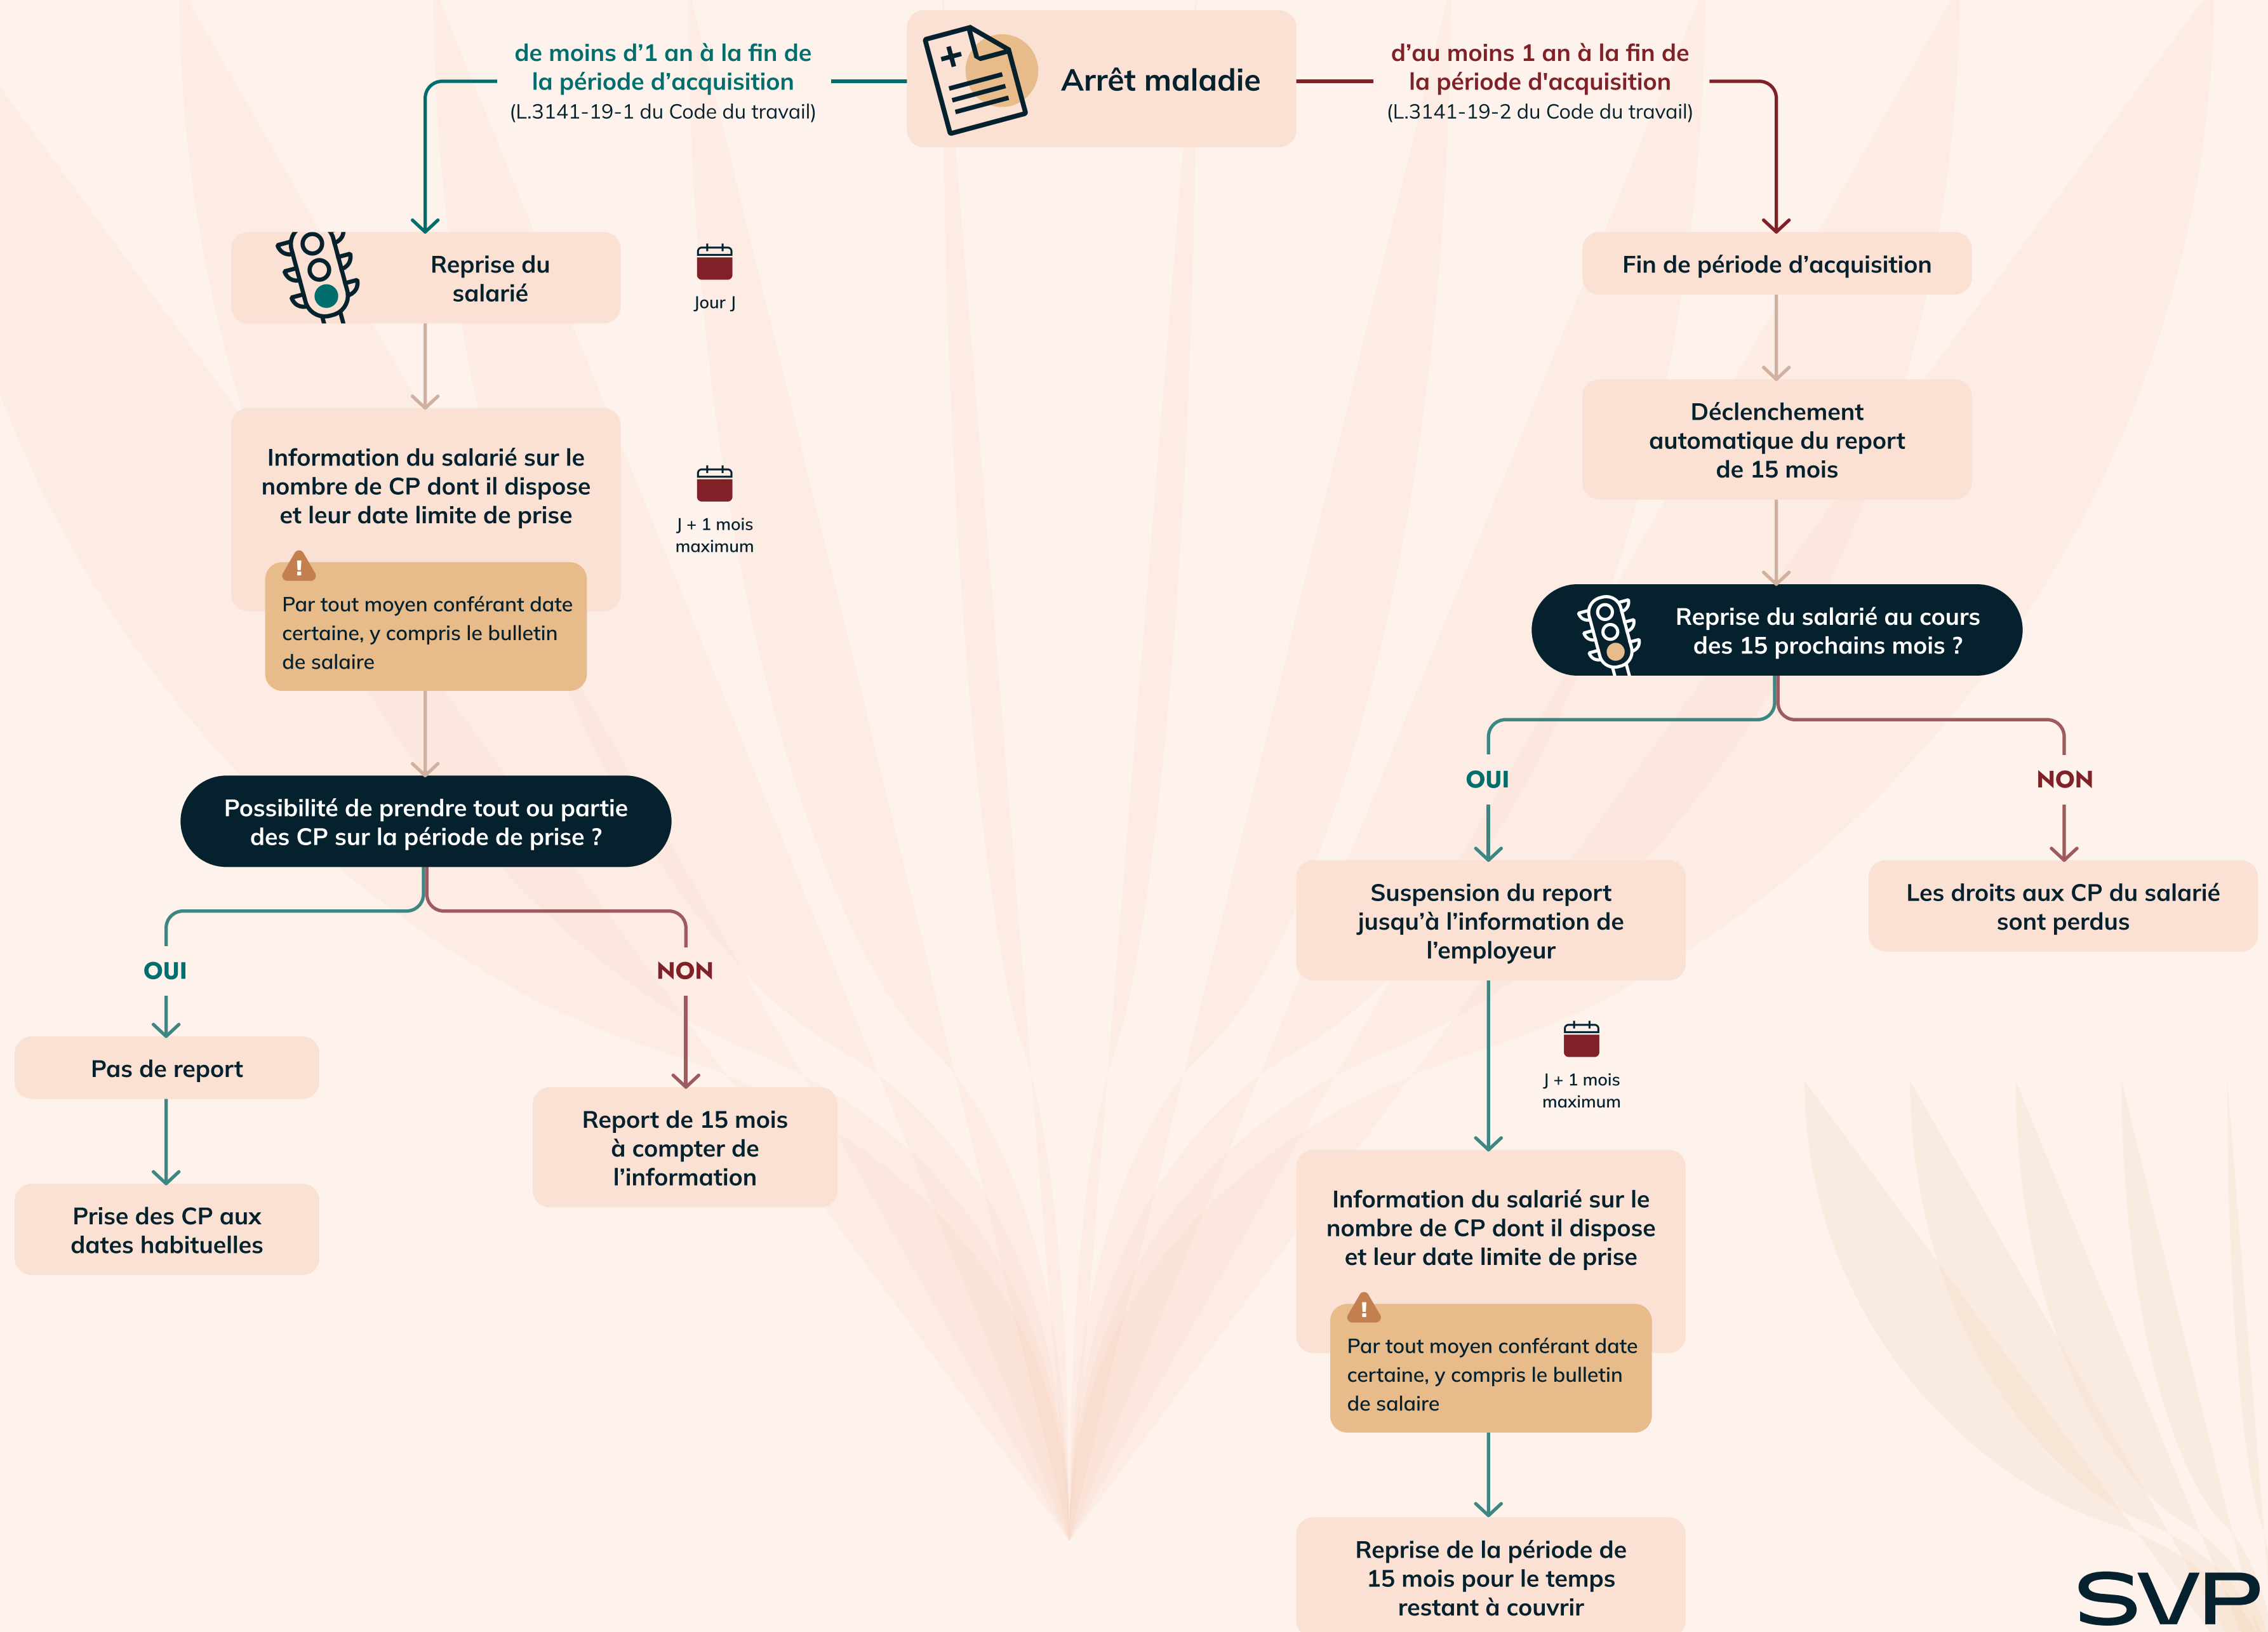 Arrêt maladie
de moins d’1 an à la fin de
la période d’acquisition
(L.3141-19-1 du Code du travail)
Reprise du
salarié
Jour J
Information du salarié sur le
nombre de CP dont il dispose
et leur date limite de prise
J + 1 mois
maximum
!
Par tout moyen conférant date
certaine, y compris le bulletin
de salaire
Possibilité de prendre tout ou partie
des CP sur la période de prise ?
OUI
Pas de report
Prise des CP aux
dates habituelles
NON
Report de 15 mois
à compter de
l’information
d’au moins 1 an à la fin de
la période d'acquisition
(L.3141-19-2 du Code du travail)
Fin de période d’acquisition
Déclenchement
automatique du report
de 15 mois
Reprise du salarié au cours
des 15 prochains mois ?
OUI
Suspension du report
jusqu’à l’information de
l’employeur
J + 1 mois
maximum
Information du salarié sur le
nombre de CP dont il dispose
et leur date limite de prise
!
Par tout moyen conférant date
certaine, y compris le bulletin
de salaire
Reprise de la période de
15 mois pour le temps
restant à couvrir
NON
Les droits aux CP du salarié
sont perdus
SVP